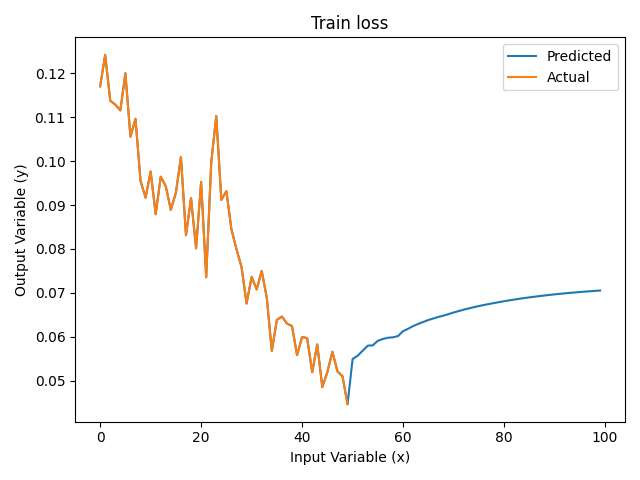 Train loss
Predicted
Actual
Output Variable (y)
0.12
0.11
0.10
0.09
0.08
0.07
0.06
0.05
0
20
40
60
80
100
Input Variable (x)